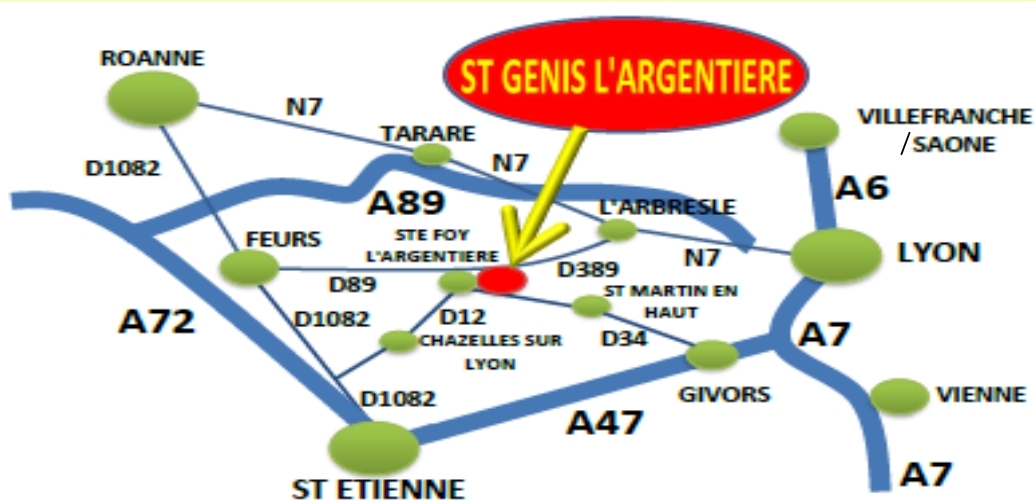 ROANNE
ST GENIS L'ARGENTIERE
VILLEFRANCHE
/SAONE
N7
TARARE
N7
D1082
A6
A89
L'ARBRESLE
FEURS
STE FOY
L'ARGENTIERE
N7
LYON
D89
D389
ST MARTIN EN
HAUT
A72
D1082
D12
CHAZELLES SUR
LYON
D34
A7
D1082
GIVORS
VIENNE
A47
A7
ST ETIENNE